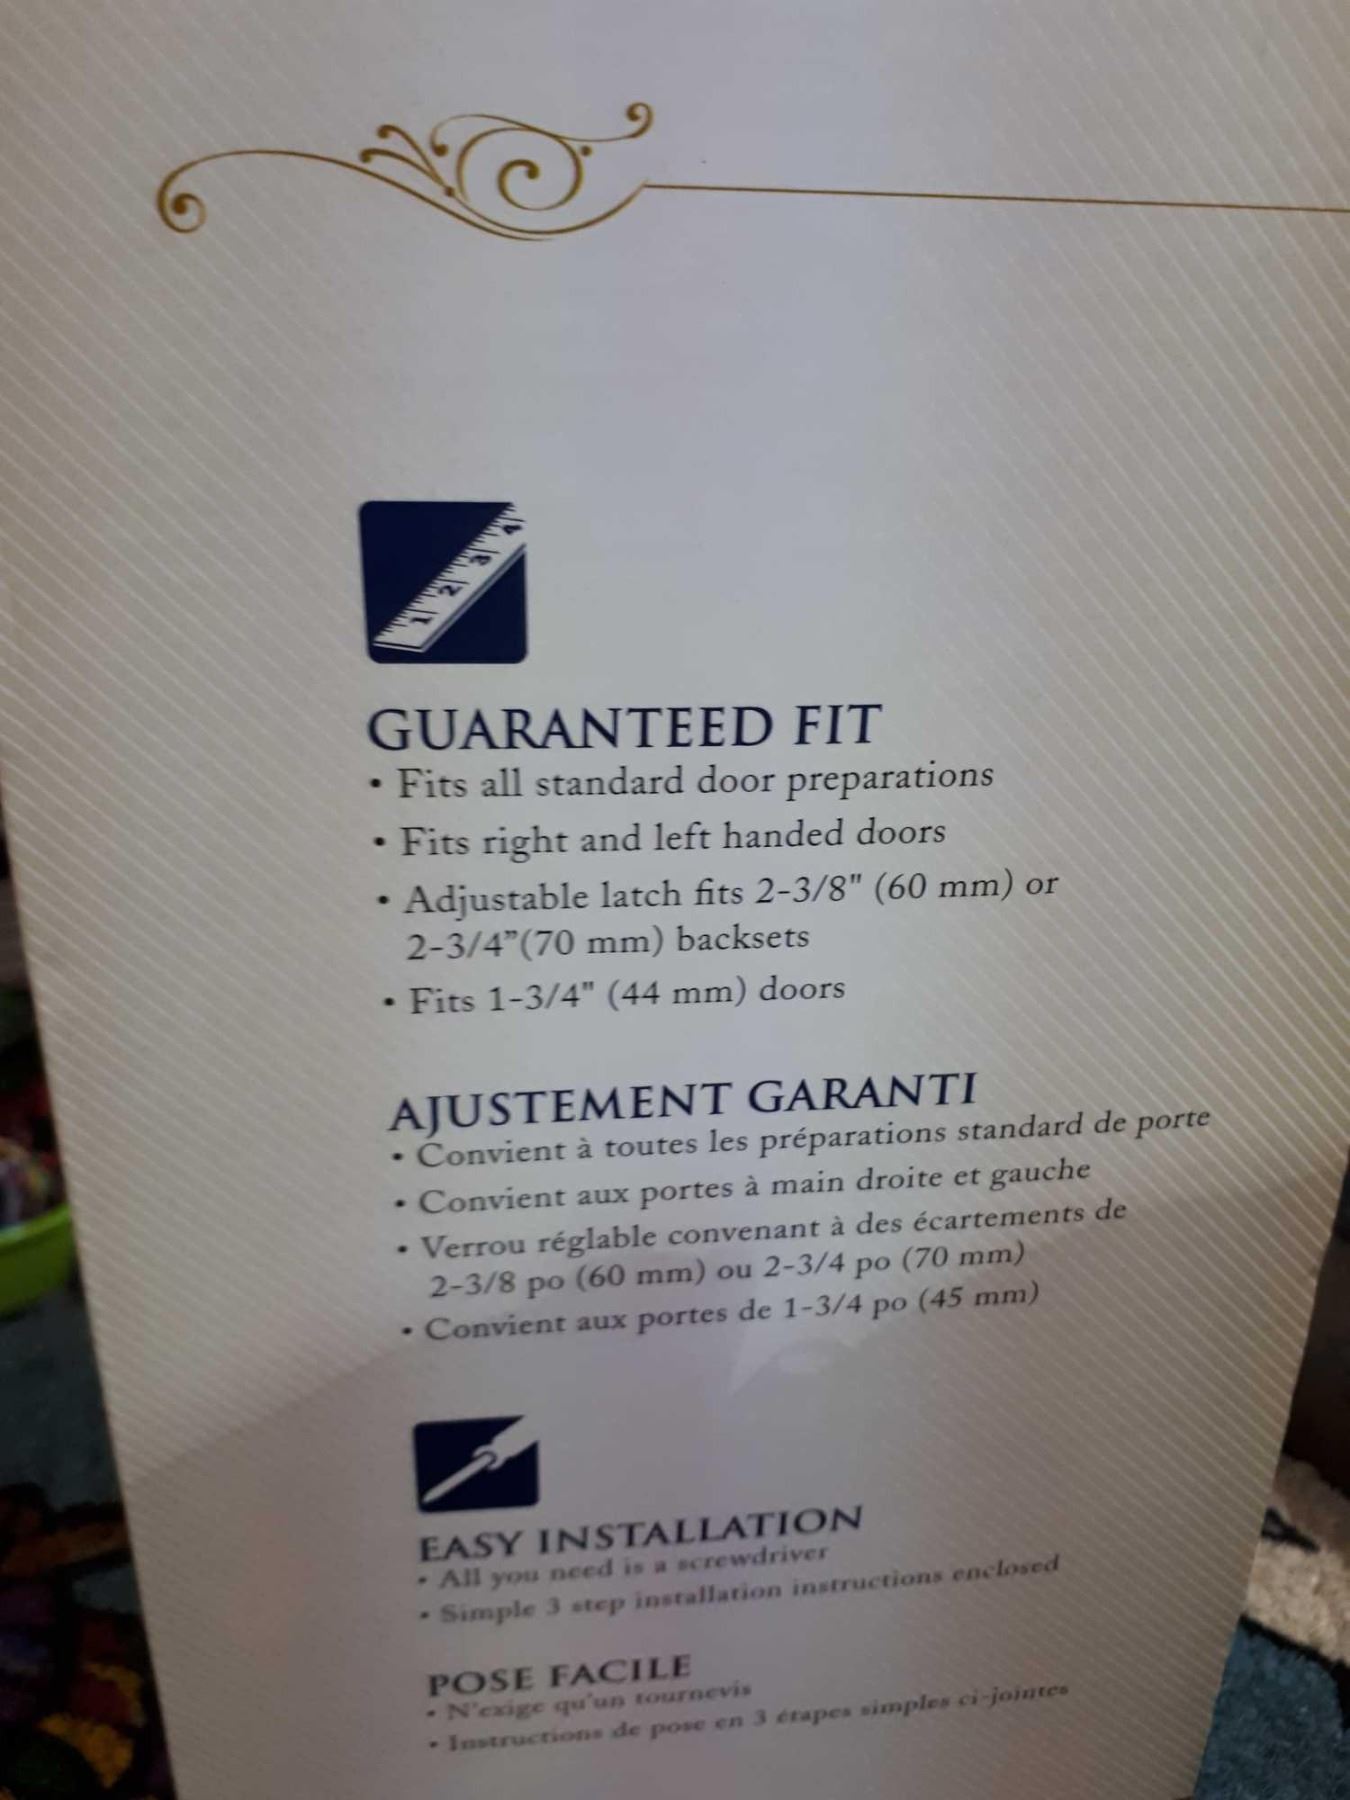 1 2 3 4
GUARANTEED FIT
• Fits all standard door preparations
• Fits right and left handed doors
• Adjustable latch fits 2-3/8" (60 mm) or
2-3/4”(70 mm) backsets
• Fits 1-3/4" (44 mm) doors
AJUSTEMENT GARANTI
• Convient à toutes les préparations standard de porte
• Convient aux portes à main droite et gauche
• Verrou réglable convenant à des écartements de
2-3/8 po (60 mm) ou 2-3/4 po (70 mm)
• Convient aux portes de 1-3/4 po (45 mm)
EASY INSTALLATION
• All you need is a screwdriver
• Simple 3 step installation instructions enclosed
POSE FACILE
• N'exige qu'un tournevis
• Instructions de pose en 3 étapes simples ci-jointes